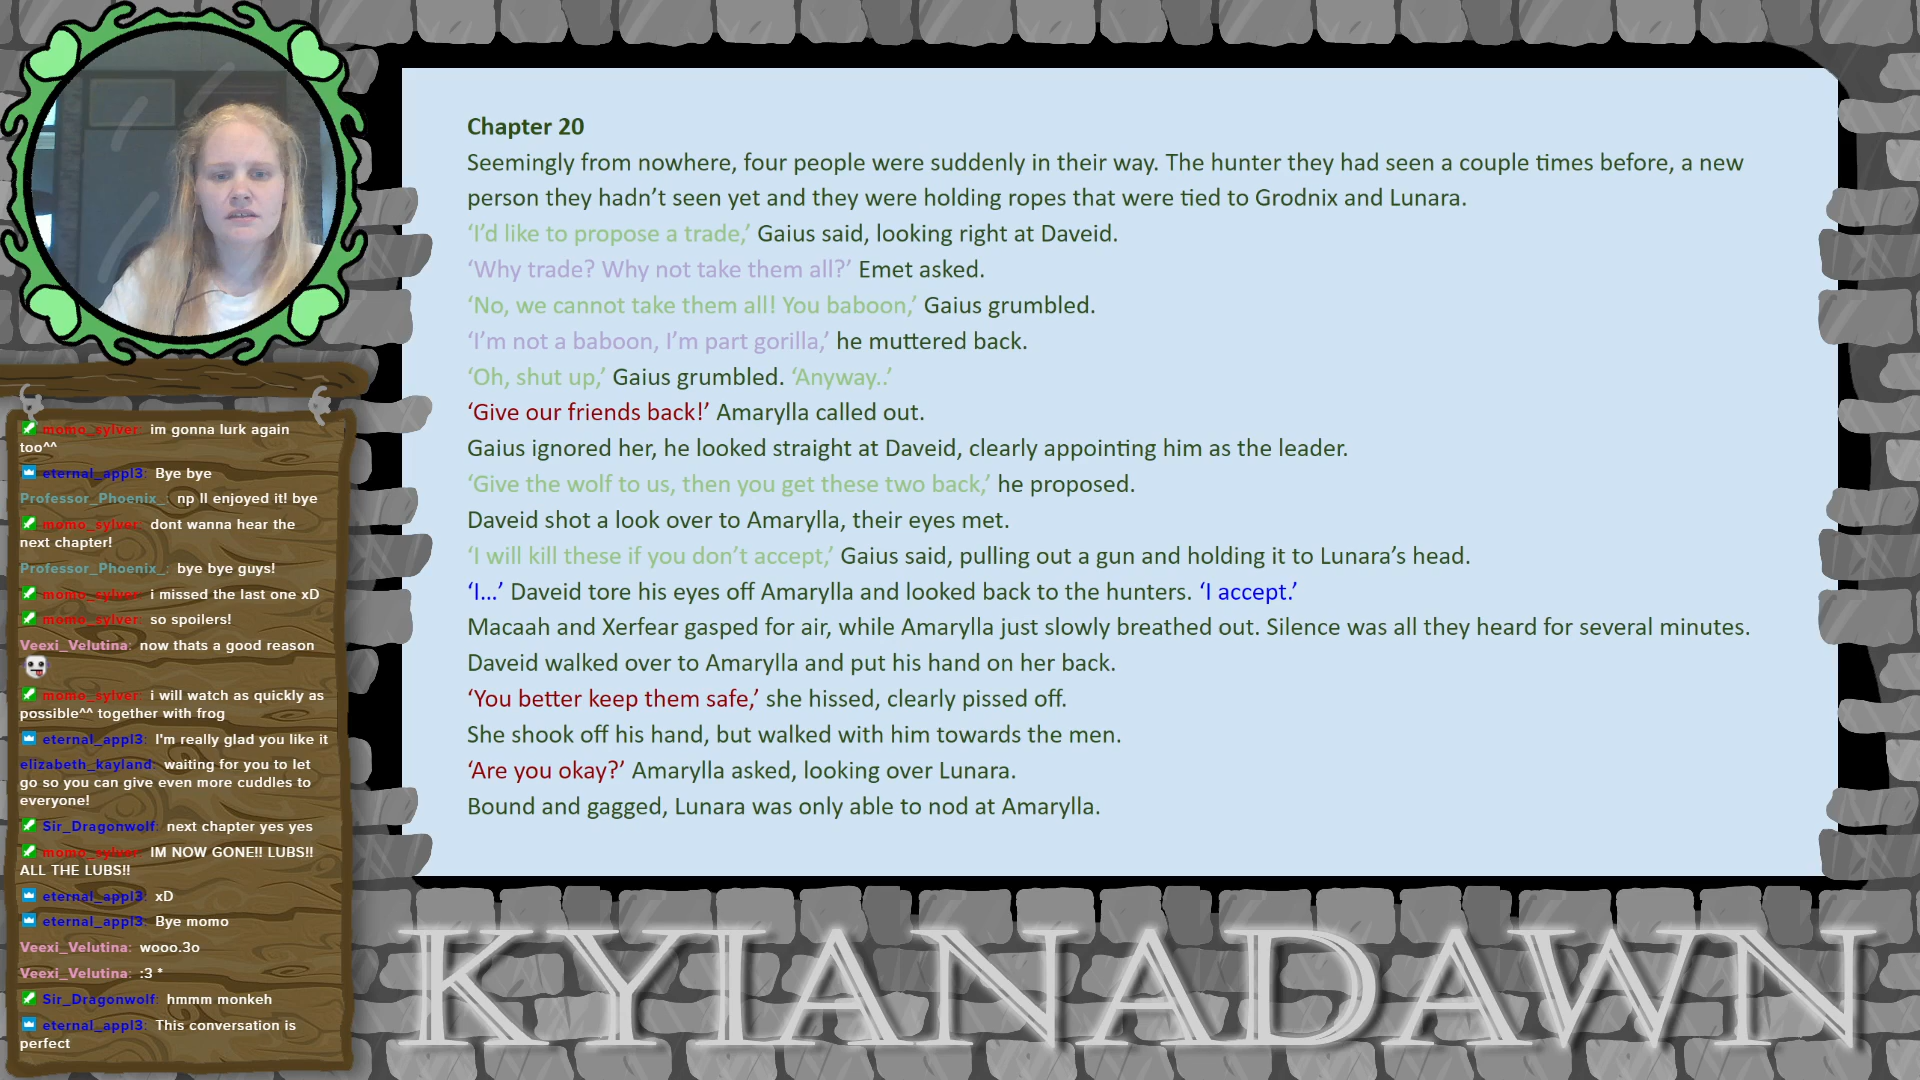 Chapter 20
Seemingly from nowhere, four people were suddenly in their way. The hunter they had seen a couple times before, a new
person they hadn’t seen yet and they were holding ropes that were tied to Grodnix and Lunara.
‘I’d like to propose a trade,’ Gaius said, looking right at Daveid.
‘Why trade? Why not take them all?’ Emet asked.
‘No, we cannot take them all! You baboon,’ Gaius grumbled.
‘I’m not a baboon, I’m part gorilla,’ he muttered back.
‘Oh, shut up,’ Gaius grumbled. ‘Anyway..’
‘Give our friends back!’ Amarylla called out.
Gaius ignored her, he looked straight at Daveid, clearly appointing him as the leader.
‘Give the wolf to us, then you get these two back,’ he proposed.
Daveid shot a look over to Amarylla, their eyes met.
‘I will kill these if you don’t accept,’ Gaius said, pulling out a gun and holding it to Lunara’s head.
‘I…’ Daveid tore his eyes off Amarylla and looked back to the hunters. ‘I accept.’
Macaah and Xerfear gasped for air, while Amarylla just slowly breathed out. Silence was all they heard for several minutes.
Daveid walked over to Amarylla and put his hand on her back.
‘You better keep them safe,’ she hissed, clearly pissed off.
She shook off his hand, but walked with him towards the men.
‘Are you okay?’ Amarylla asked, looking over Lunara.
Bound and gagged, Lunara was only able to nod at Amarylla.
momo_sylver: im gonna lurk again
too^^
eternal_appl3: Bye bye
Professor_Phoenix_: np ll enjoyed it! bye
momo_sylver: dont wanna hear the
next chapter!
Professor_Phoenix_: bye bye guys!
momo_sylver: i missed the last one xD
momo_sylver: so spoilers!
Veexi_Velutina: now thats a good reason
momo_sylver: i will watch as quickly as
possible^^ together with frog
eternal_appl3: I'm really glad you like it
elizabeth_kayland: waiting for you to let
go so you can give even more cuddles to
everyone!
Sir_Dragonwolf: next chapter yes yes
momo_sylver: IM NOW GONE!! LUBS!!
ALL THE LUBS!!
eternal_appl3: xD
eternal_appl3: Bye momo
Veexi_Velutina: wooo.3o
Veexi_Velutina: :3 *
Sir_Dragonwolf: hmmm monkeh
eternal_appl3: This conversation is
perfect
KYIANADAWN